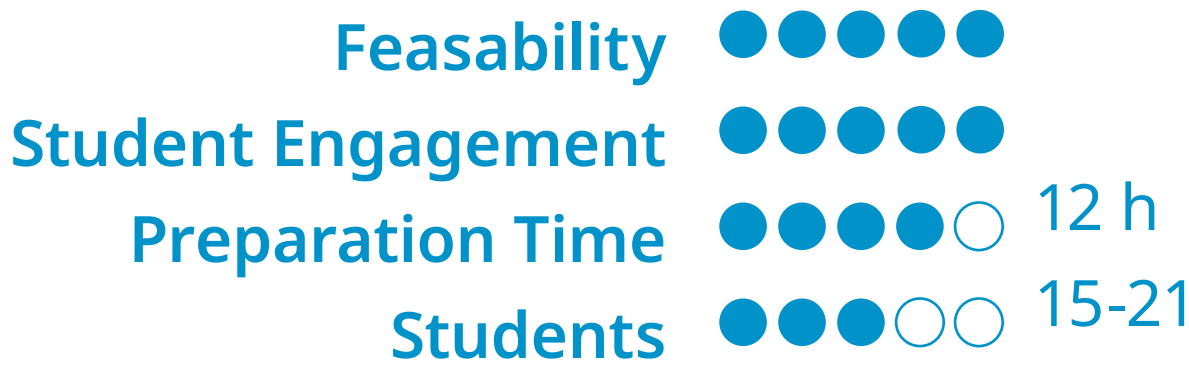 Feasability
Student Engagement
Preparation Time 12 h
Students 15-21